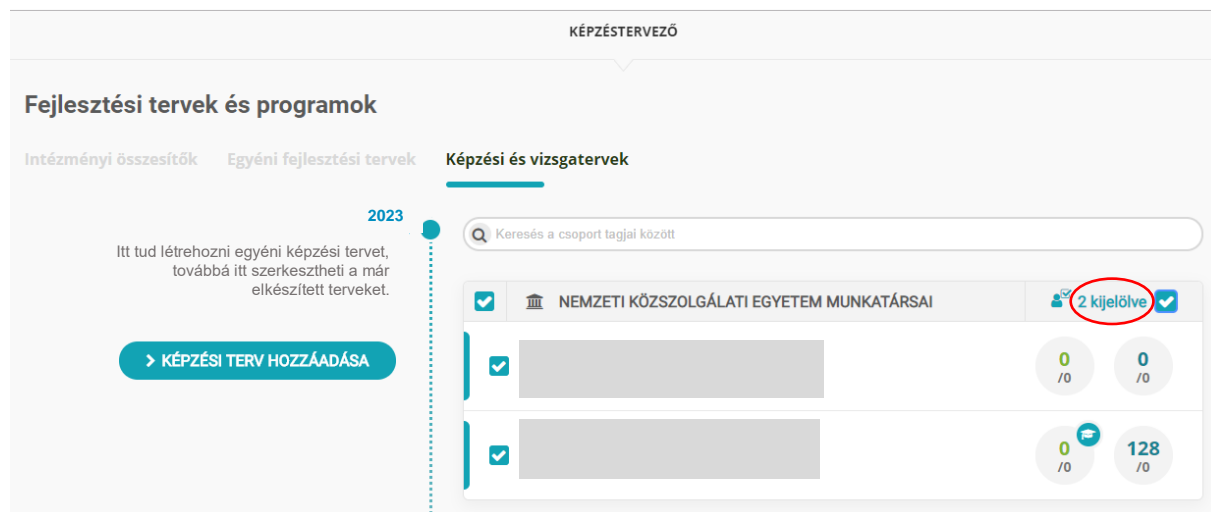 KÉPZÉSTERVEZŐ
Fejlesztési tervek és programok
Intézményi összesítők Egyéni fejlesztési tervek Képzési és vizsgatervek
2023
Itt tud létrehozni egyéni képzési tervet,
továbbá itt szerkesztheti a már
elkészített terveket.
KÉPZÉSI TERV HOZZÁADÁSA
Keresés a csoport tagjai között
NEMZETI KÖZSZOLGÁLATI EGYETEM MUNKATÁRSAI 2 kijelölve
0 0
/0 /0
0 128
/0 /0